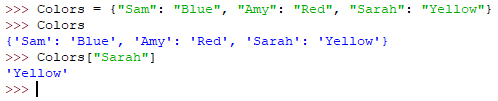 >>> Colors = {"Sam": "Blue", "Amy": "Red", "Sarah": "Yellow"}
>>> Colors
{'Sam': 'Blue', 'Amy': 'Red', 'Sarah': 'Yellow'}
>>> Colors["Sarah"]
'Yellow'
>>>